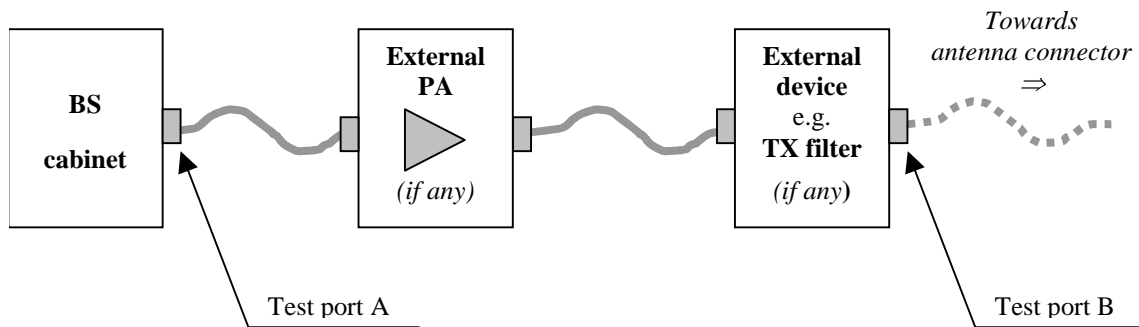 BS
cabinet
External
PA
(if any)
External
device
e.g.
TX filter
(if any)
Towards
antenna connector
⇒
Test port A
Test port B